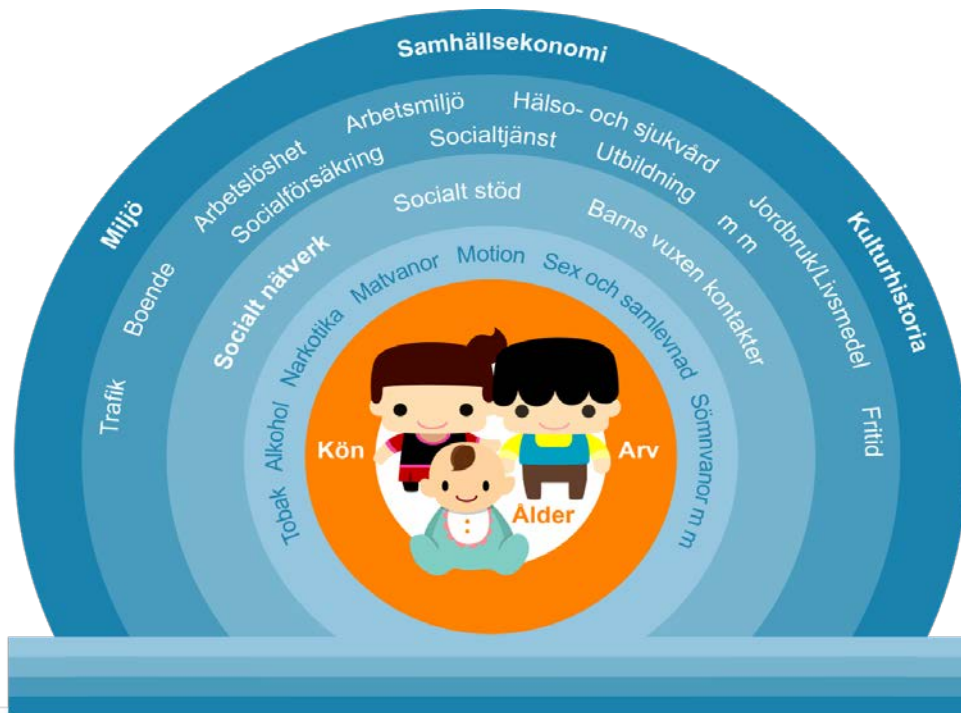 Samhällsekonomi
Miljö
Kulturhistoria
Trafik
Boende
Arbetslöshet
Socialförsäkring
Arbetsmiljö
Socialtjänst
Hälso- och sjukvård
Utbildning
m m
Jordbruk/Livsmedel
Fritid
Socialt nätverk
Socialt stöd
Barns vuxen kontakter
Tobak
Alkohol
Narkotika
Matvanor
Motion
Sex och samlevnad
Sömnvanor m m
Kön
Arv
Ålder